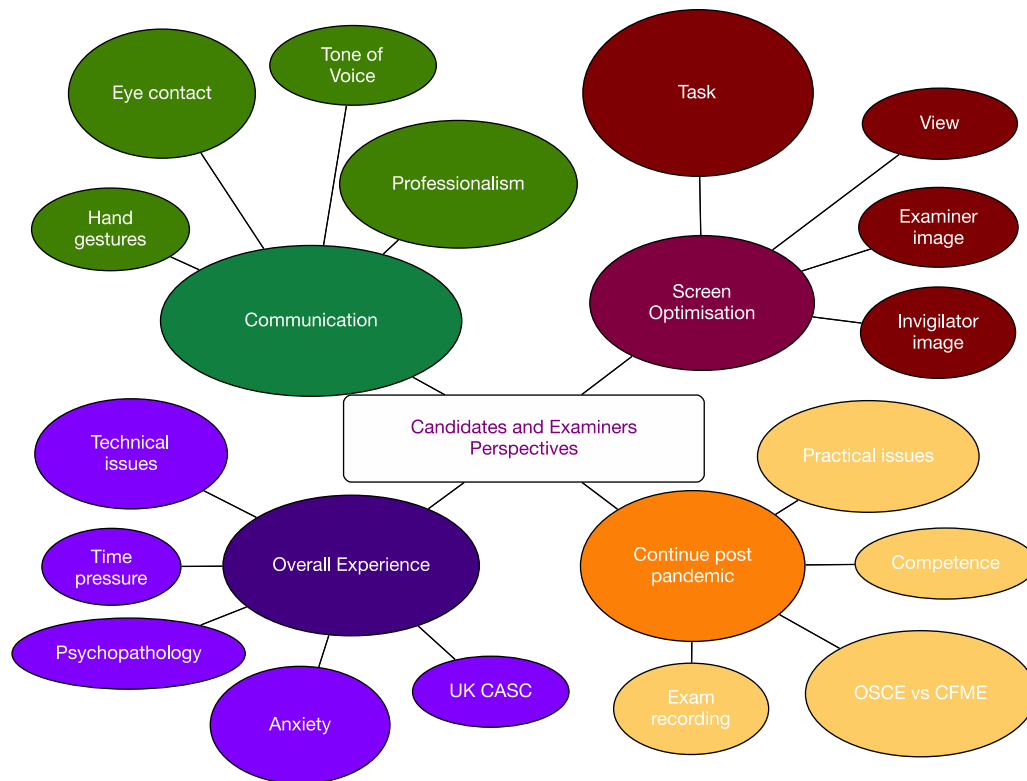 Eye contact
Tone of
Voice
Professionalism
Hand
gestures
Communication
Task
View
Examiner
image
Invigilator
image
Screen
Optimisation
Candidates and Examiners
Perspectives
Technical
issues
Time
pressure
Psychopathology
Anxiety
UK CASC
Overall Experience
Continue post
pandemic
Practical issues
Competence
OSCE vs CFME
Exam
recording